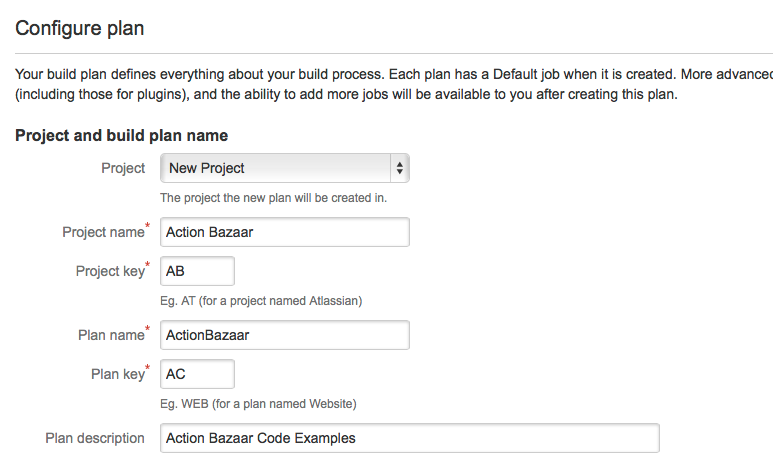 Configure plan
Your build plan defines everything about your build process. Each plan has a Default job when it is created. More advanced
(including those for plugins), and the ability to add more jobs will be available to you after creating this plan.
Project and build plan name
Project New Project
The project the new plan will be created in.
Project name* Action Bazaar
Project key* AB
Eg. AT (for a project named Atlassian)
Plan name* ActionBazaar
Plan key* AC
Eg. WEB (for a plan named Website)
Plan description Action Bazaar Code Examples